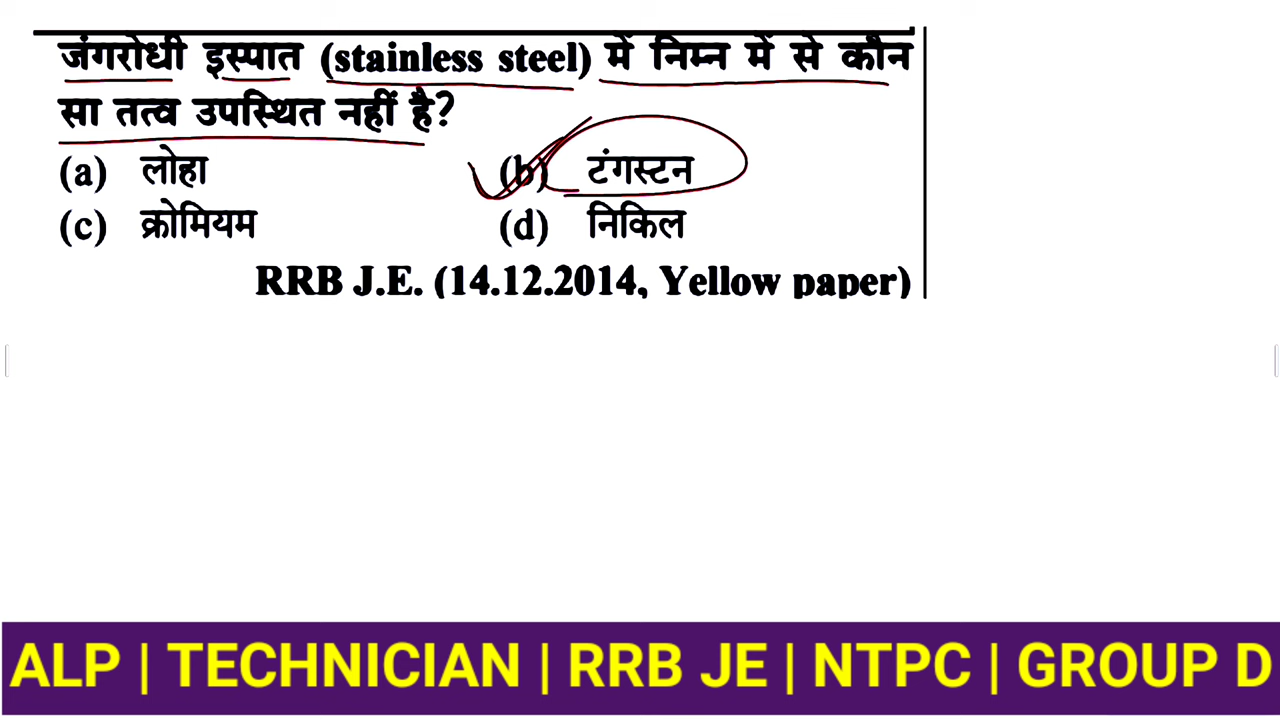 जंगरोधी इस्पात (stainless steel) में निम्न में से कौन
सा तत्व उपस्थित नहीं है?
(a) लोहा (b) टंगस्टन
(c) क्रोमियम (d) निकिल
RRB J.E. (14.12.2014, Yellow paper)
ALP | TECHNICIAN | RRB JE | NTPC | GROUP D